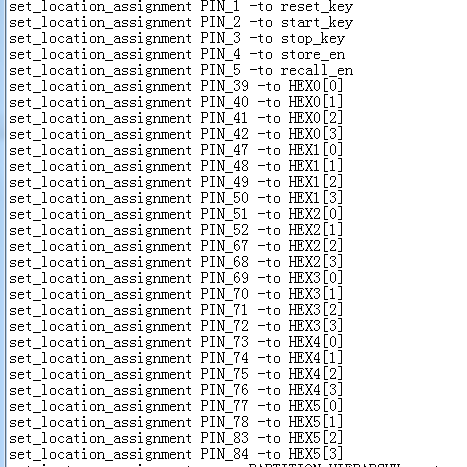 set_location_assignment PIN_1 -to reset_key
set_location_assignment PIN_2 -to start_key
set_location_assignment PIN_3 -to stop_key
set_location_assignment PIN_4 -to store_en
set_location_assignment PIN_5 -to recall_en
set_location_assignment PIN_39 -to HEX0[0]
set_location_assignment PIN_40 -to HEX0[1]
set_location_assignment PIN_41 -to HEX0[2]
set_location_assignment PIN_42 -to HEX0[3]
set_location_assignment PIN_47 -to HEX1[0]
set_location_assignment PIN_48 -to HEX1[1]
set_location_assignment PIN_49 -to HEX1[2]
set_location_assignment PIN_50 -to HEX1[3]
set_location_assignment PIN_51 -to HEX2[0]
set_location_assignment PIN_52 -to HEX2[1]
set_location_assignment PIN_67 -to HEX2[2]
set_location_assignment PIN_68 -to HEX2[3]
set_location_assignment PIN_69 -to HEX3[0]
set_location_assignment PIN_70 -to HEX3[1]
set_location_assignment PIN_71 -to HEX3[2]
set_location_assignment PIN_72 -to HEX3[3]
set_location_assignment PIN_73 -to HEX4[0]
set_location_assignment PIN_74 -to HEX4[1]
set_location_assignment PIN_75 -to HEX4[2]
set_location_assignment PIN_76 -to HEX4[3]
set_location_assignment PIN_77 -to HEX5[0]
set_location_assignment PIN_78 -to HEX5[1]
set_location_assignment PIN_83 -to HEX5[2]
set_location_assignment PIN_84 -to HEX5[3]